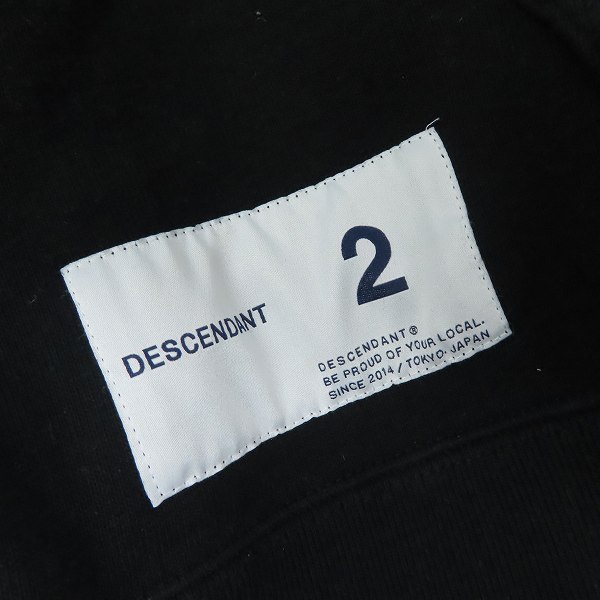 DESCENDANT
2
DESCENDANT®
BE PROUD OF YOUR LOCAL.
SINCE 2014 / TOKYO. JAPAN